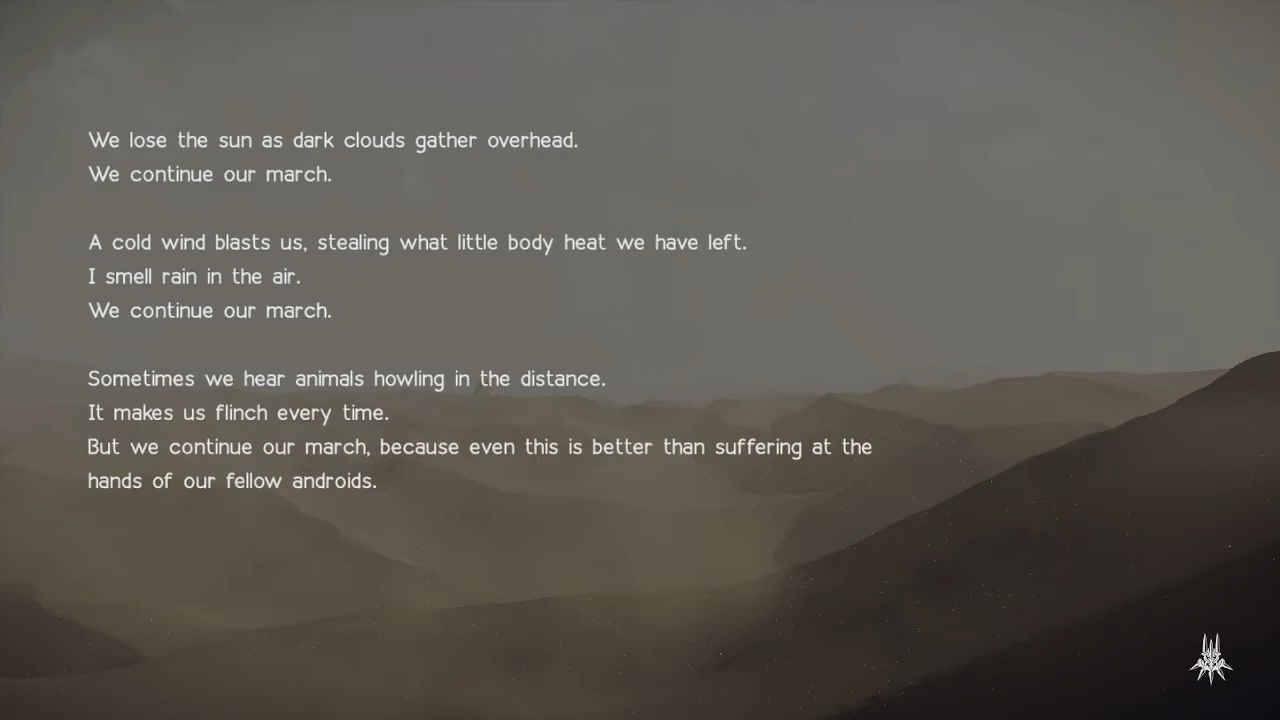 We lose the sun as dark clouds gather overhead.
We continue our march.
A cold wind blasts us, stealing what little body heat we have left.
I smell rain in the air.
We continue our march.
Sometimes we hear animals howling in the distance.
It makes us flinch every time.
But we continue our march, because even this is better than suffering at the
hands of our fellow androids.